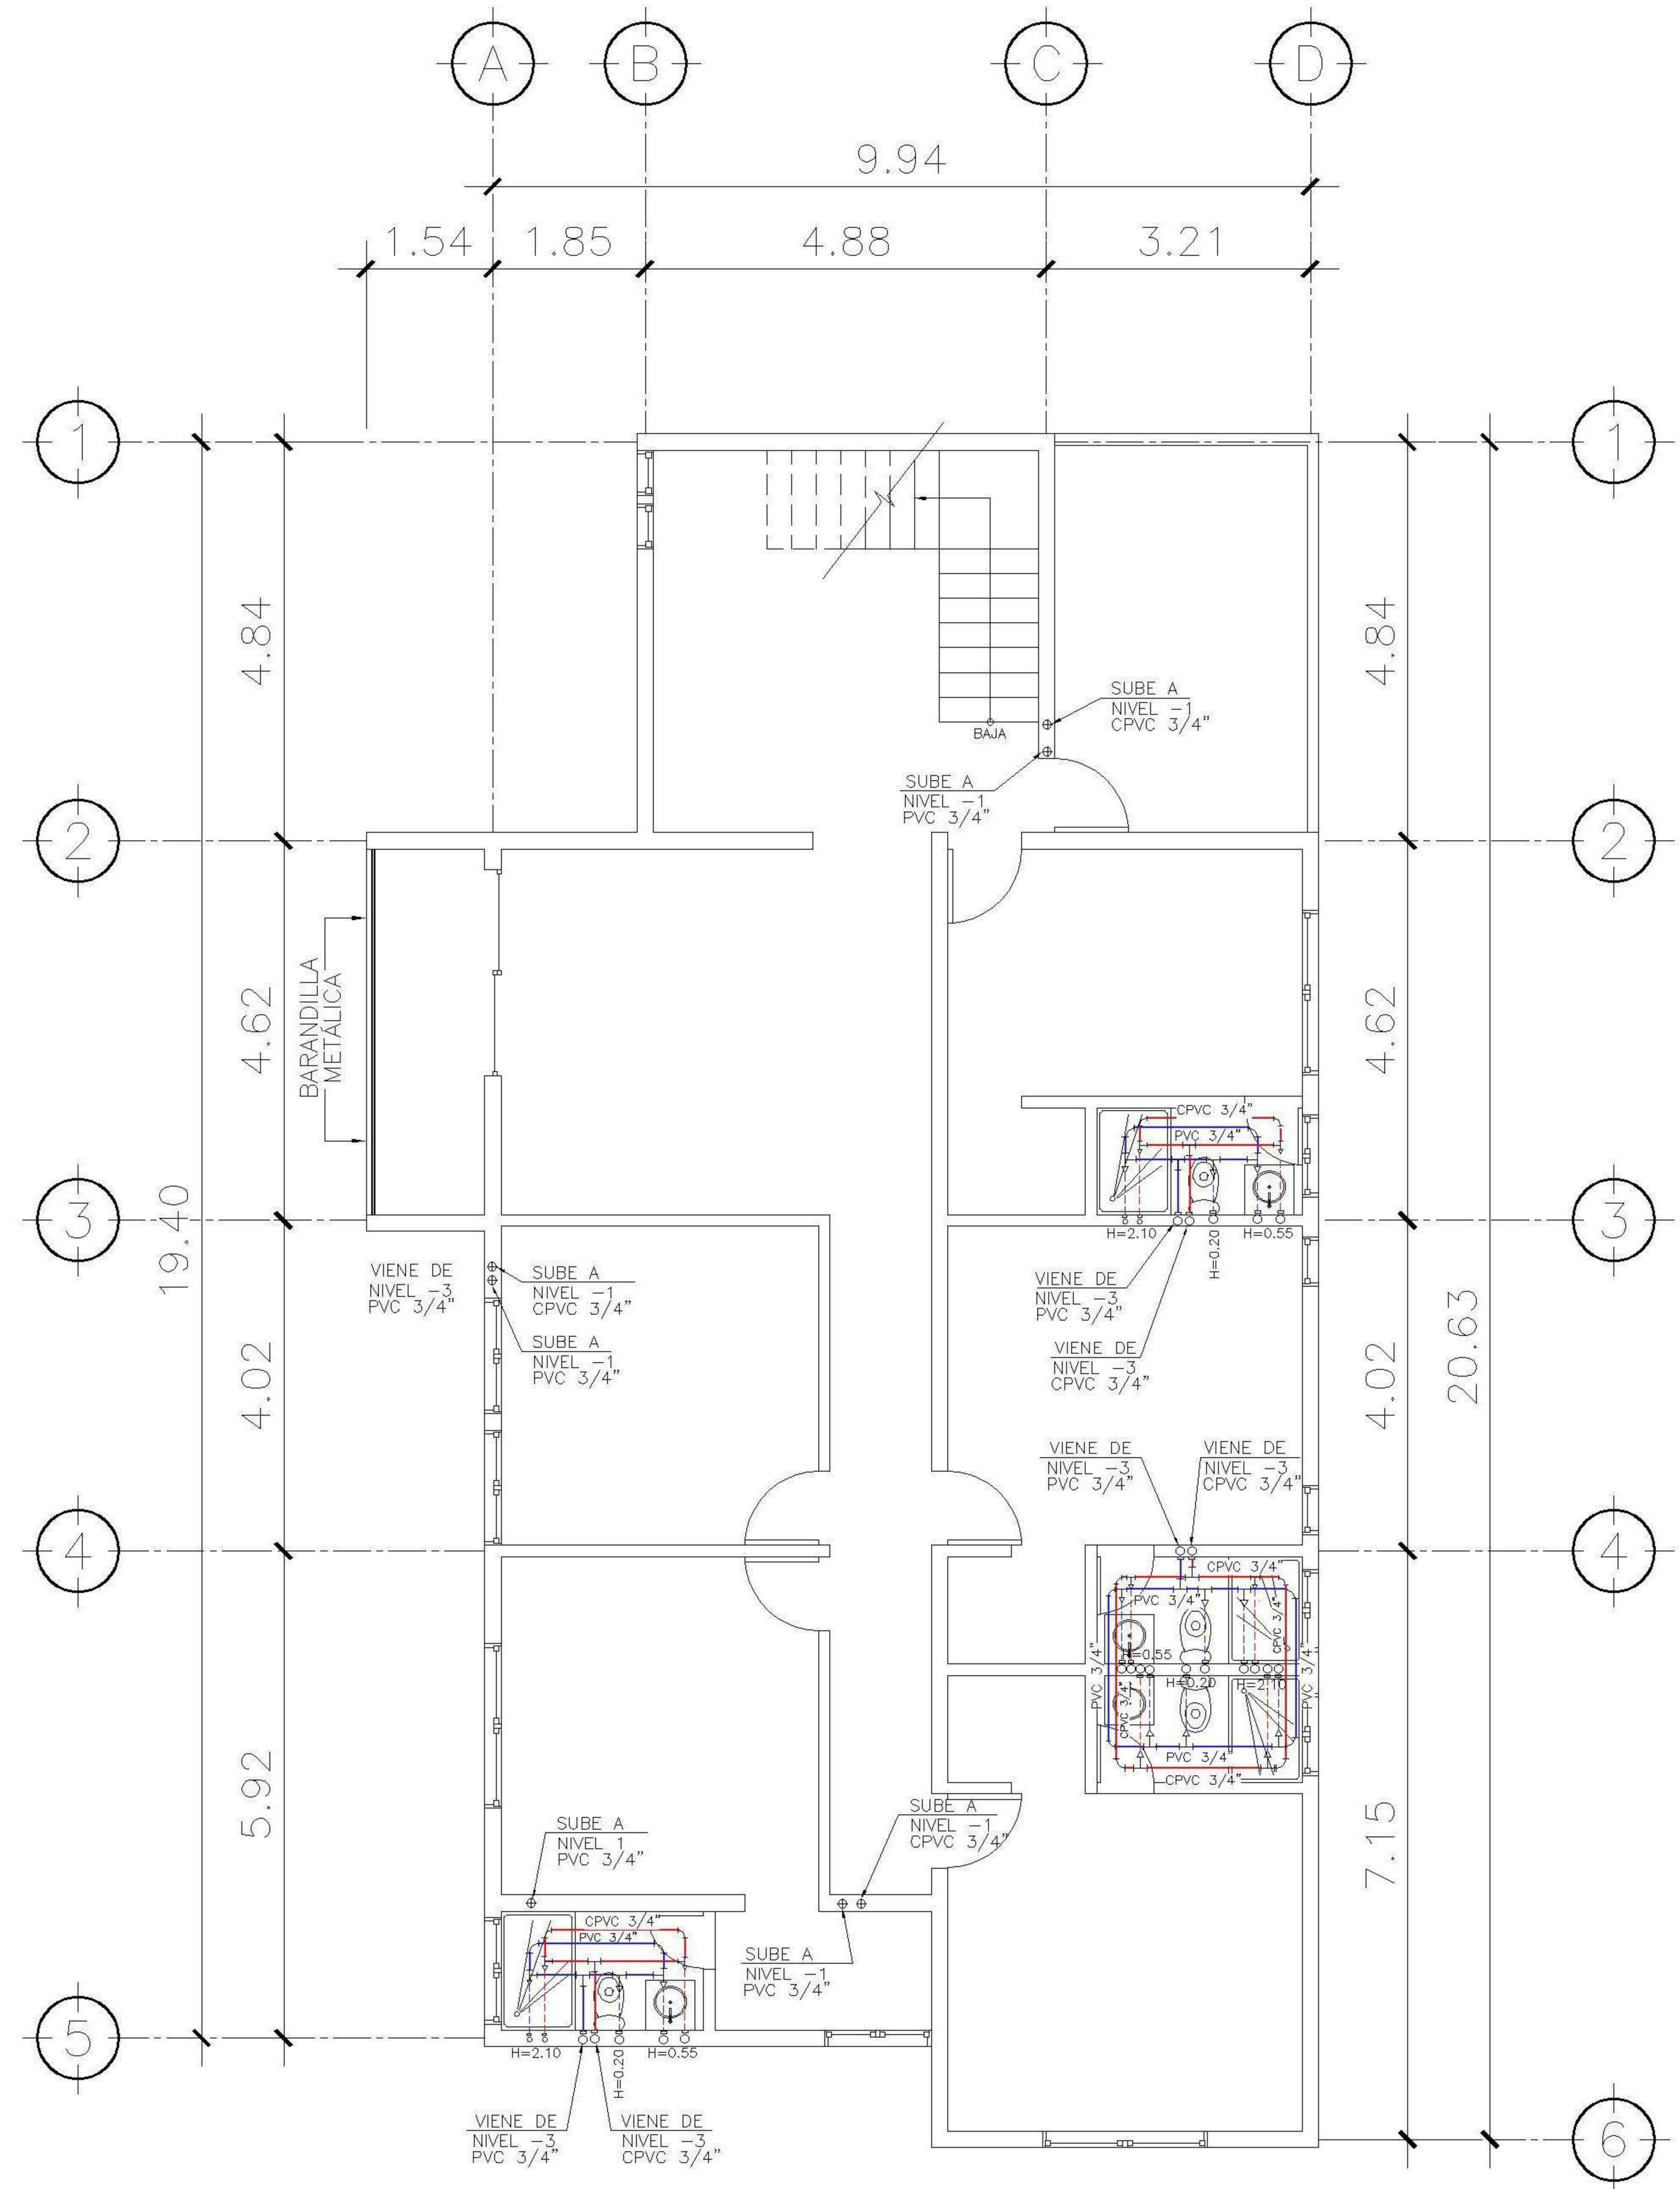 A
B
C
D
9.94
1.54
1.85
4.88
3.21
1
1
4.84
4.84
SUBE A
NIVEL -1
CPVC 3/4"
BAJA
SUBE A
NIVEL -1
PVC 3/4"
2
2
BARANDILLA
METÁLICA
4.62
4.62
CPVC 3/4"
PVC 3/4"
19.40
3
3
H=2.10
H=0.20
H=0.55
VIENE DE
NIVEL -3
PVC 3/4"
SUBE A
NIVEL -1
CPVC 3/4"
VIENE DE
NIVEL -3
PVC 3/4"
SUBE A
NIVEL -1
PVC 3/4"
VIENE DE
NIVEL -3
CPVC 3/4"
4.02
4.02
20.63
VIENE DE
NIVEL -3
PVC 3/4"
VIENE DE
NIVEL -3
CPVC 3/4"
4
4
CPVC 3/4"
PVC 3/4"
CPVC 3/4"
H=0.55
PVC 3/4"
PVC 3/4"
H=0.20
H=2.10
CPVC 3/4"
PVC 3/4"
CPVC 3/4"
5.92
7.15
SUBE A
NIVEL 1
PVC 3/4"
SUBE A
NIVEL -1
CPVC 3/4"
CPVC 3/4"
PVC 3/4"
SUBE A
NIVEL -1
PVC 3/4"
5
H=2.10
H=0.20
H=0.55
VIENE DE
NIVEL -3
PVC 3/4"
VIENE DE
NIVEL -3
CPVC 3/4"
6